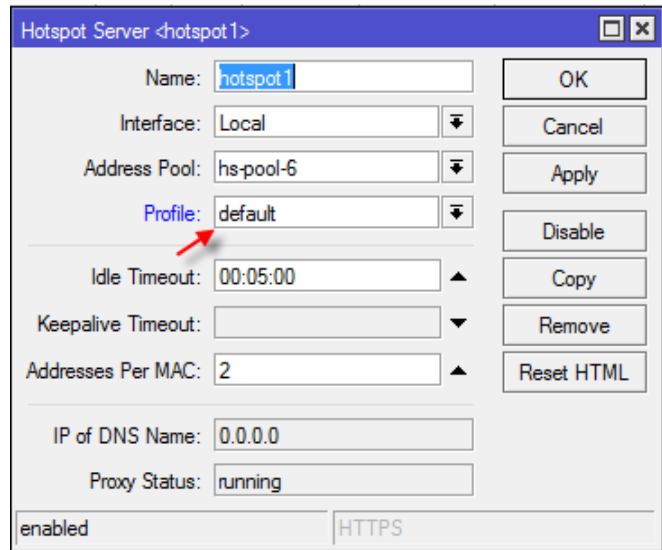 Hotspot Server <hotspot1>
Name: hotspot1
OK
Interface: Local
Cancel
Address Pool: hs-pool-6
Apply
Profile: default
Disable
Idle Timeout: 00:05:00
Copy
Keepalive Timeout:
Remove
Addresses Per MAC: 2
Reset HTML
IP of DNS Name: 0.0.0.0
Proxy Status: running
enabled
HTTPS